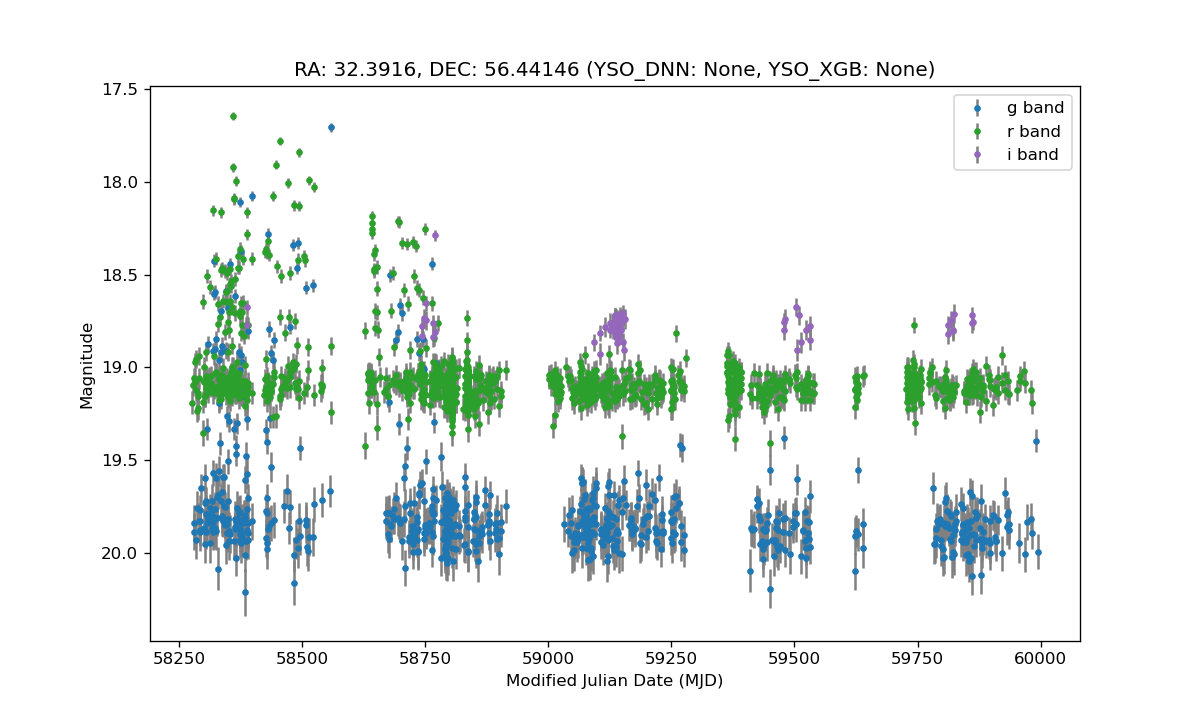 RA: 32.3916, DEC: 56.44146 (YSO_DNN: None, YSO_XGB: None)
g band
r band
i band
17.5
18.0
18.5
19.0
19.5
20.0
Magnitude
58250 58500 58750 59000 59250 59500 59750 60000
Modified Julian Date (MJD)